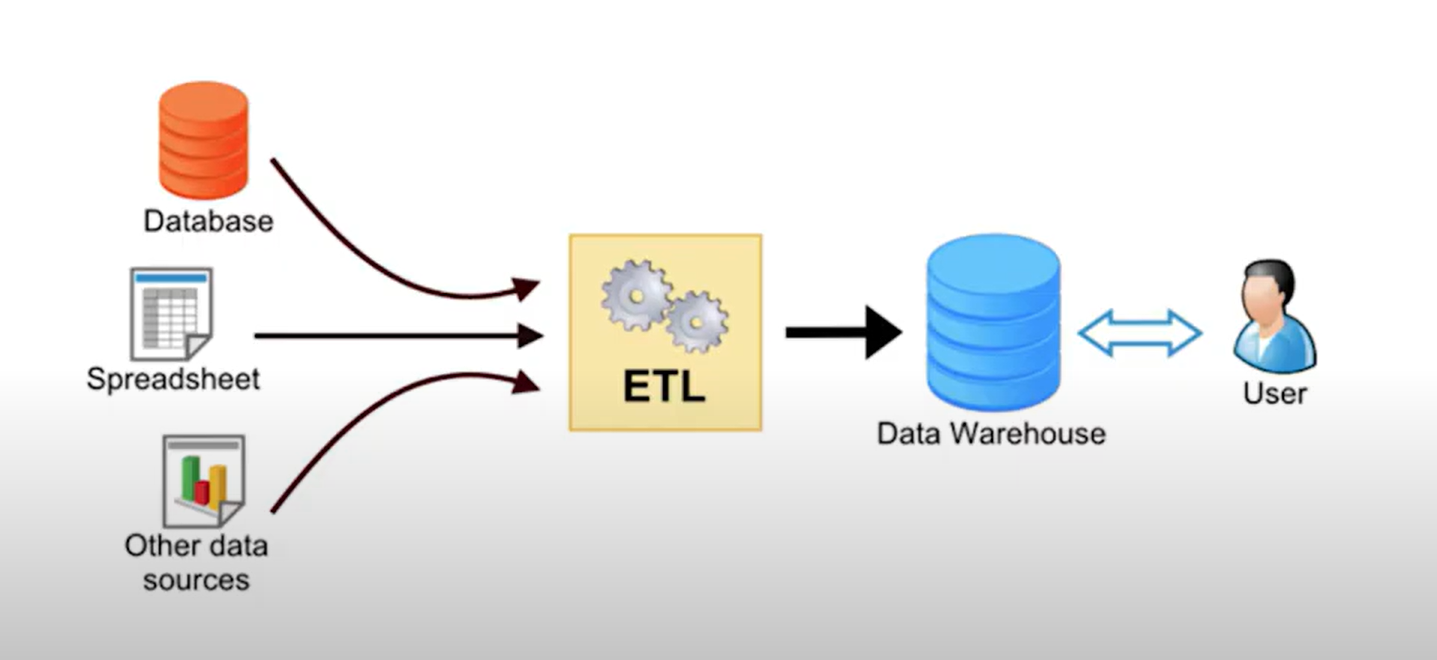 Database
Spreadsheet
Other data
sources
ETL
Data Warehouse
User